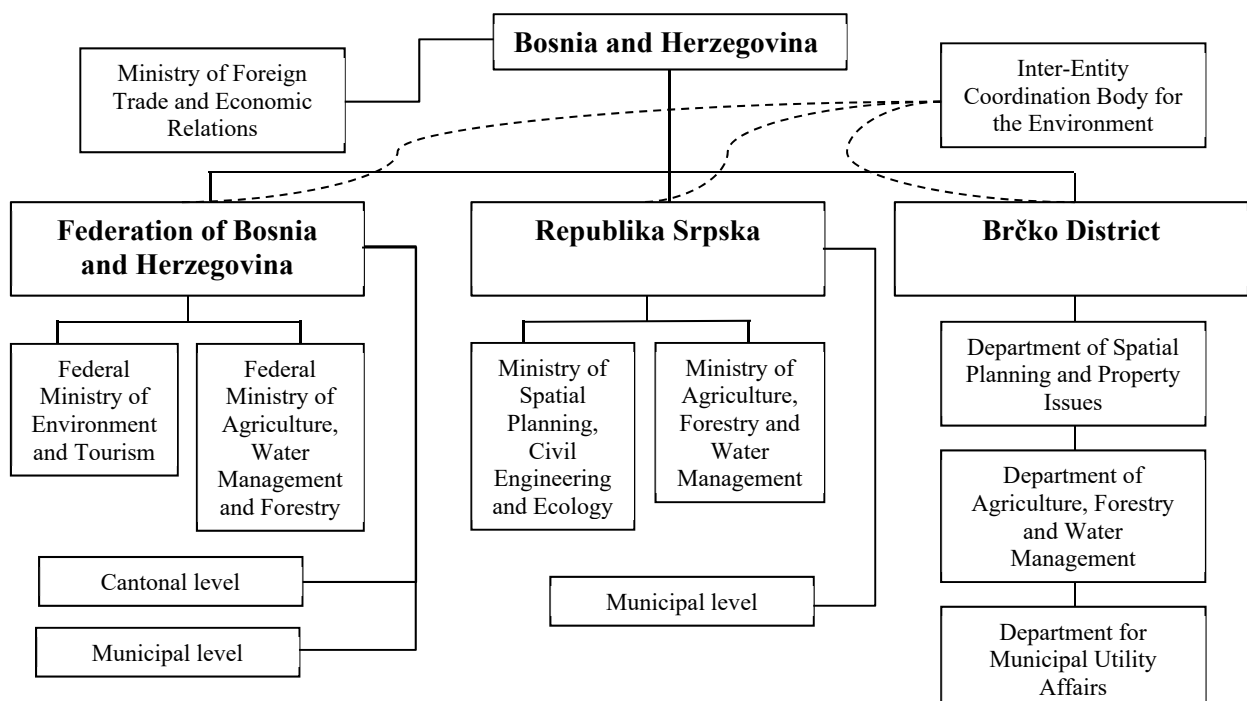 Bosnia and Herzegovina
Ministry of Foreign
Trade and Economic
Relations
Inter-Entity
Coordination Body for
the Environment
Federation of Bosnia
and Herzegovina
Republika Srpska
Brčko District
Federal
Ministry of
Environment
and Tourism
Federal
Ministry of
Agriculture,
Water
Management
and Forestry
Ministry of
Spatial
Planning,
Civil
Engineering
and Ecology
Ministry of
Agriculture,
Forestry and
Water
Management
Department of Spatial
Planning and Property
Issues
Department of
Agriculture, Forestry
and Water
Management
Cantonal level
Municipal level
Municipal level
Department for
Municipal Utility
Affairs